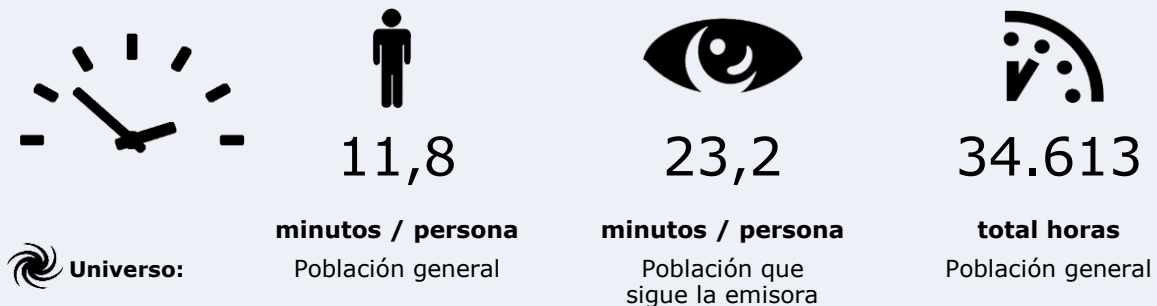 11,8
23,2
34.613
minutos / persona
minutos / persona
total horas
Universo:
Población general
Población que
sigue la emisora
Población general